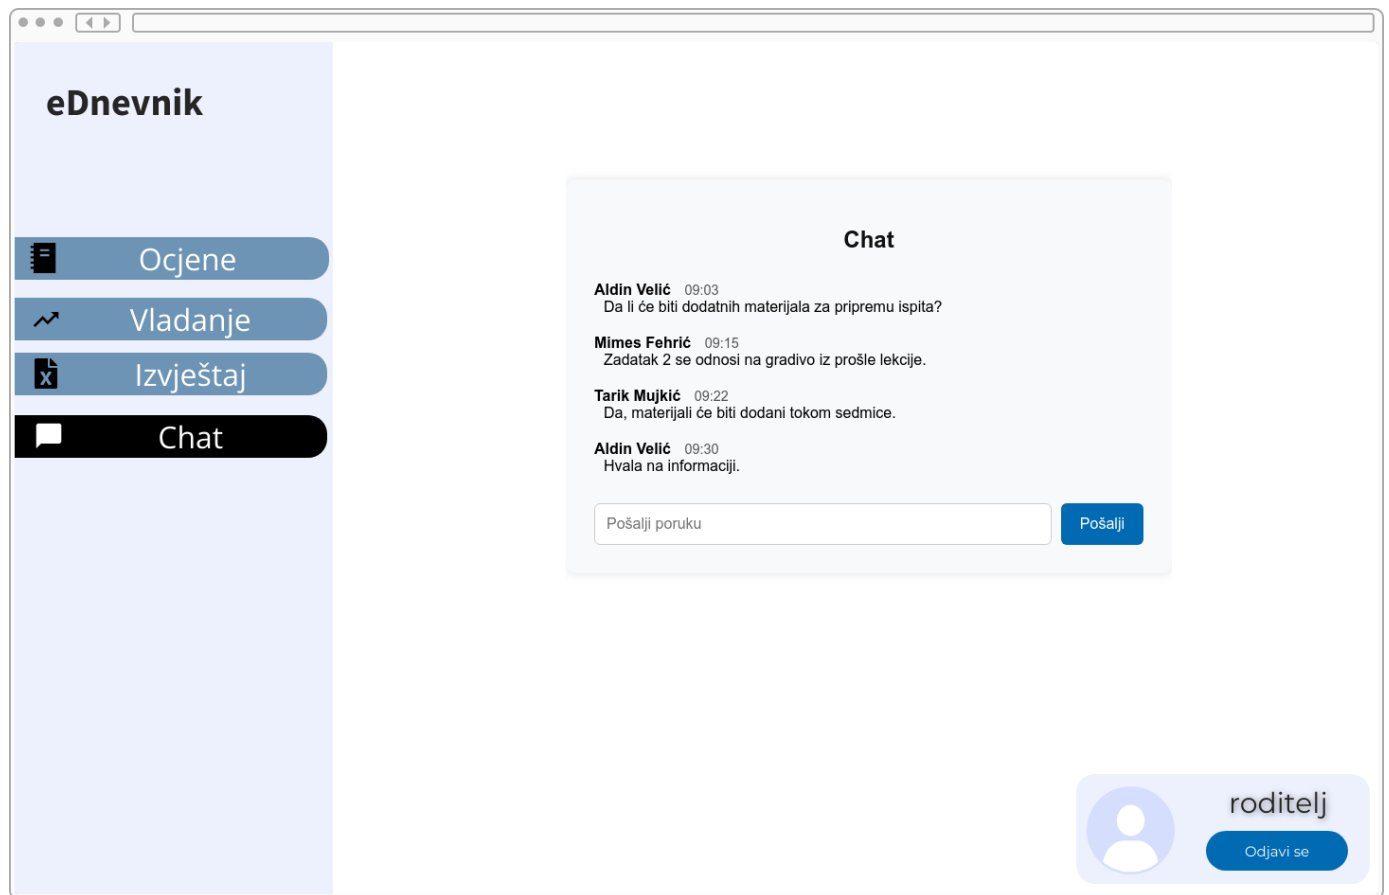 eDnevnik
Ocjene
Vladanje
Izvještaj
Chat
Chat
Aldin Velić 09:03
Da li će biti dodatnih materijala za pripremu ispita?
Mimes Fehrić 09:15
Zadatak 2 se odnosi na gradivo iz prošle lekcije.
Tarik Mujkić 09:22
Da, materijali će biti dodani tokom sedmice.
Aldin Velić 09:30
Hvala na informaciji.
Pošalji poruku
Pošalji
roditelj
Odjavi se